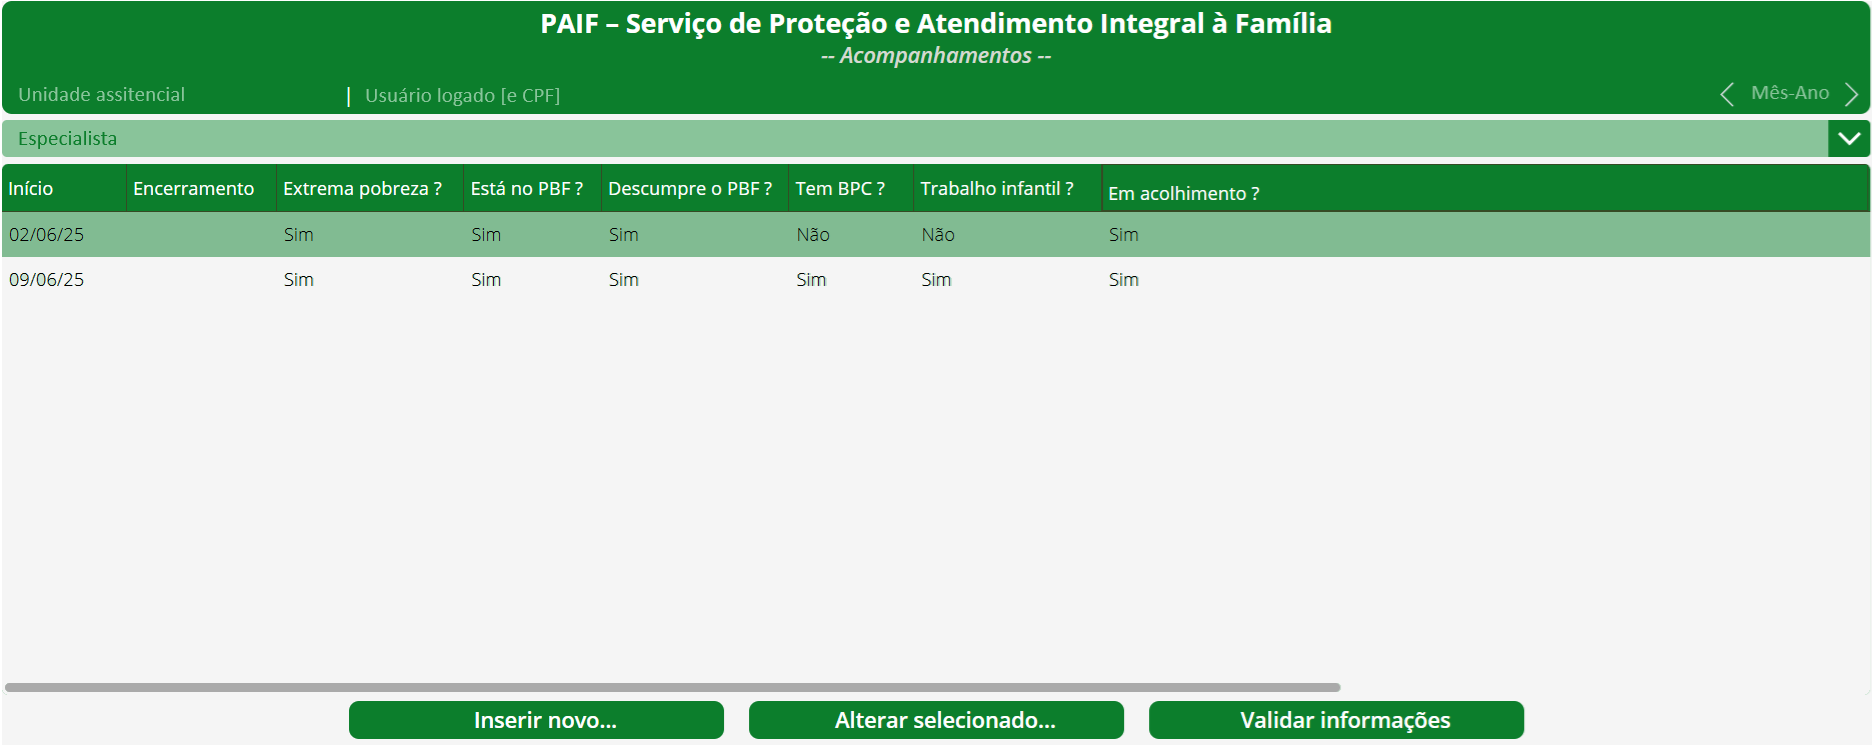 PAIF – Serviço de Proteção e Atendimento Integral à Família
-- Acompanhamentos --
Unidade assitencial | Usuário logado [e CPF] Mês-Ano
Especialista
Início Encerramento Extrema pobreza ? Está no PBF ? Descumpre o PBF ? Tem BPC ? Trabalho infantil ? Em acolhimento ?
02/06/25 Sim Sim Sim Não Não Sim
09/06/25 Sim Sim Sim Sim Sim Sim
Inserir novo... Alterar selecionado... Validar informações